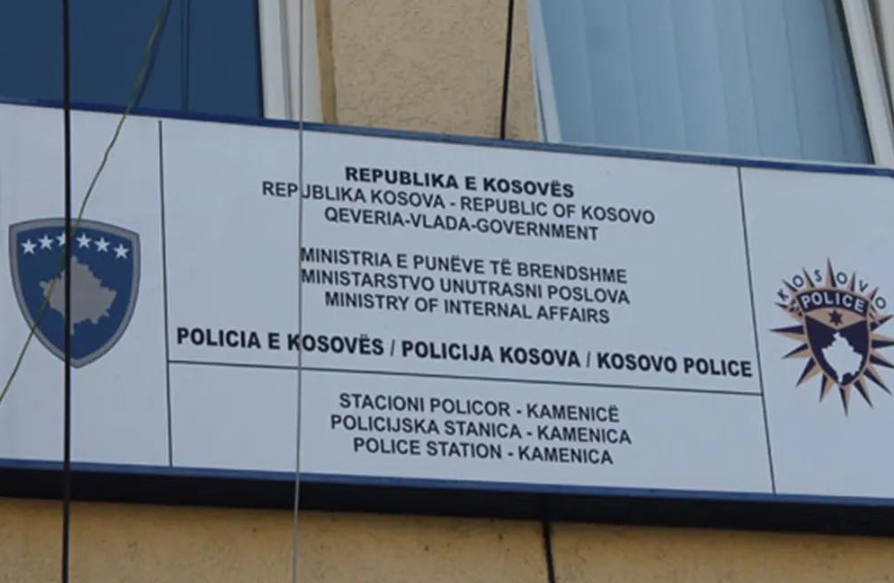 REPUBLIKA E KOSOVËS
REPUBLIKA KOSOVA - REPUBLIC OF KOSOVO
QEVERIA-VLADA-GOVERNMENT
MINISTRIA E PUNËVE TË BRENDSHME
MINISTARSTVO UNUTRASNI POSLOVA
MINISTRY OF INTERNAL AFFAIRS
POLICIA E KOSOVËS / POLICIJA KOSOVA / KOSOVO POLICE
STACIONI POLICOR - KAMENICË
POLICIJSKA STANICA - KAMENICA
POLICE STATION - KAMENICA
KOSOVO
POLICE